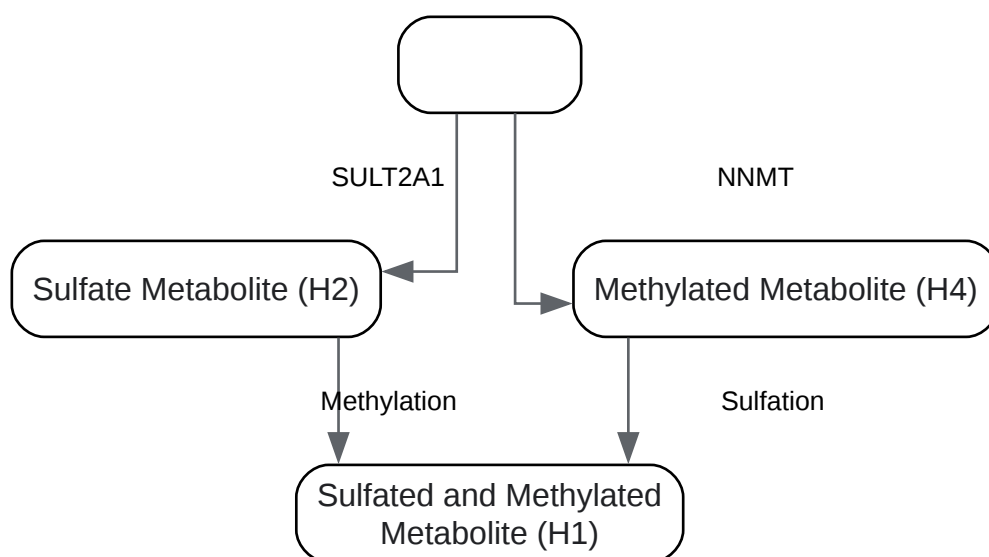 SULT2A1
NNMT
Sulfate Metabolite (H2)
Methylated Metabolite (H4)
Methylation
Sulfation
Sulfated and Methylated
Metabolite (H1)